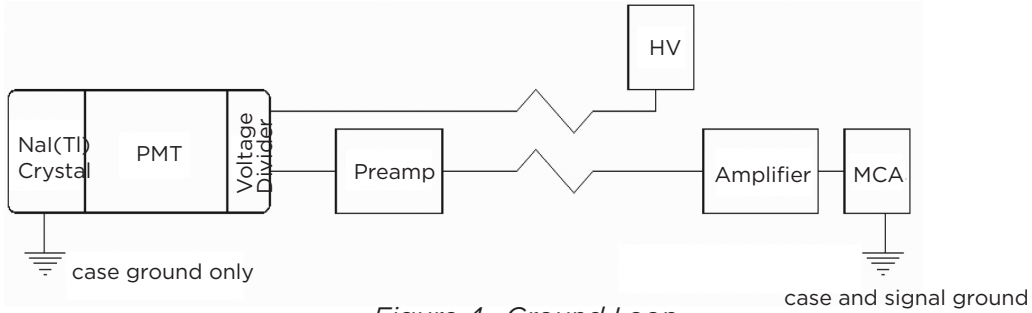 HV
NaI(Tl)
Crystal
PMT
Voltage
Divider
Preamp
Amplifier
MCA
case ground only
case and signal ground
Figure 4. Ground Loop